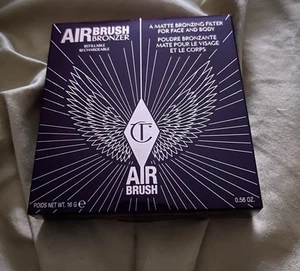 AIRBRUSH
BRONZER
REFILLABLE
RECHARGEABLE
A MATTE BRONZING FILTER
FOR FACE AND BODY
POUDRE BRONZANTE
MATE POUR LE VISAGE
ET LE CORPS
CT
AIR
BRUSH
POIDS NET WT. 16 G ℮
0.56 OZ.